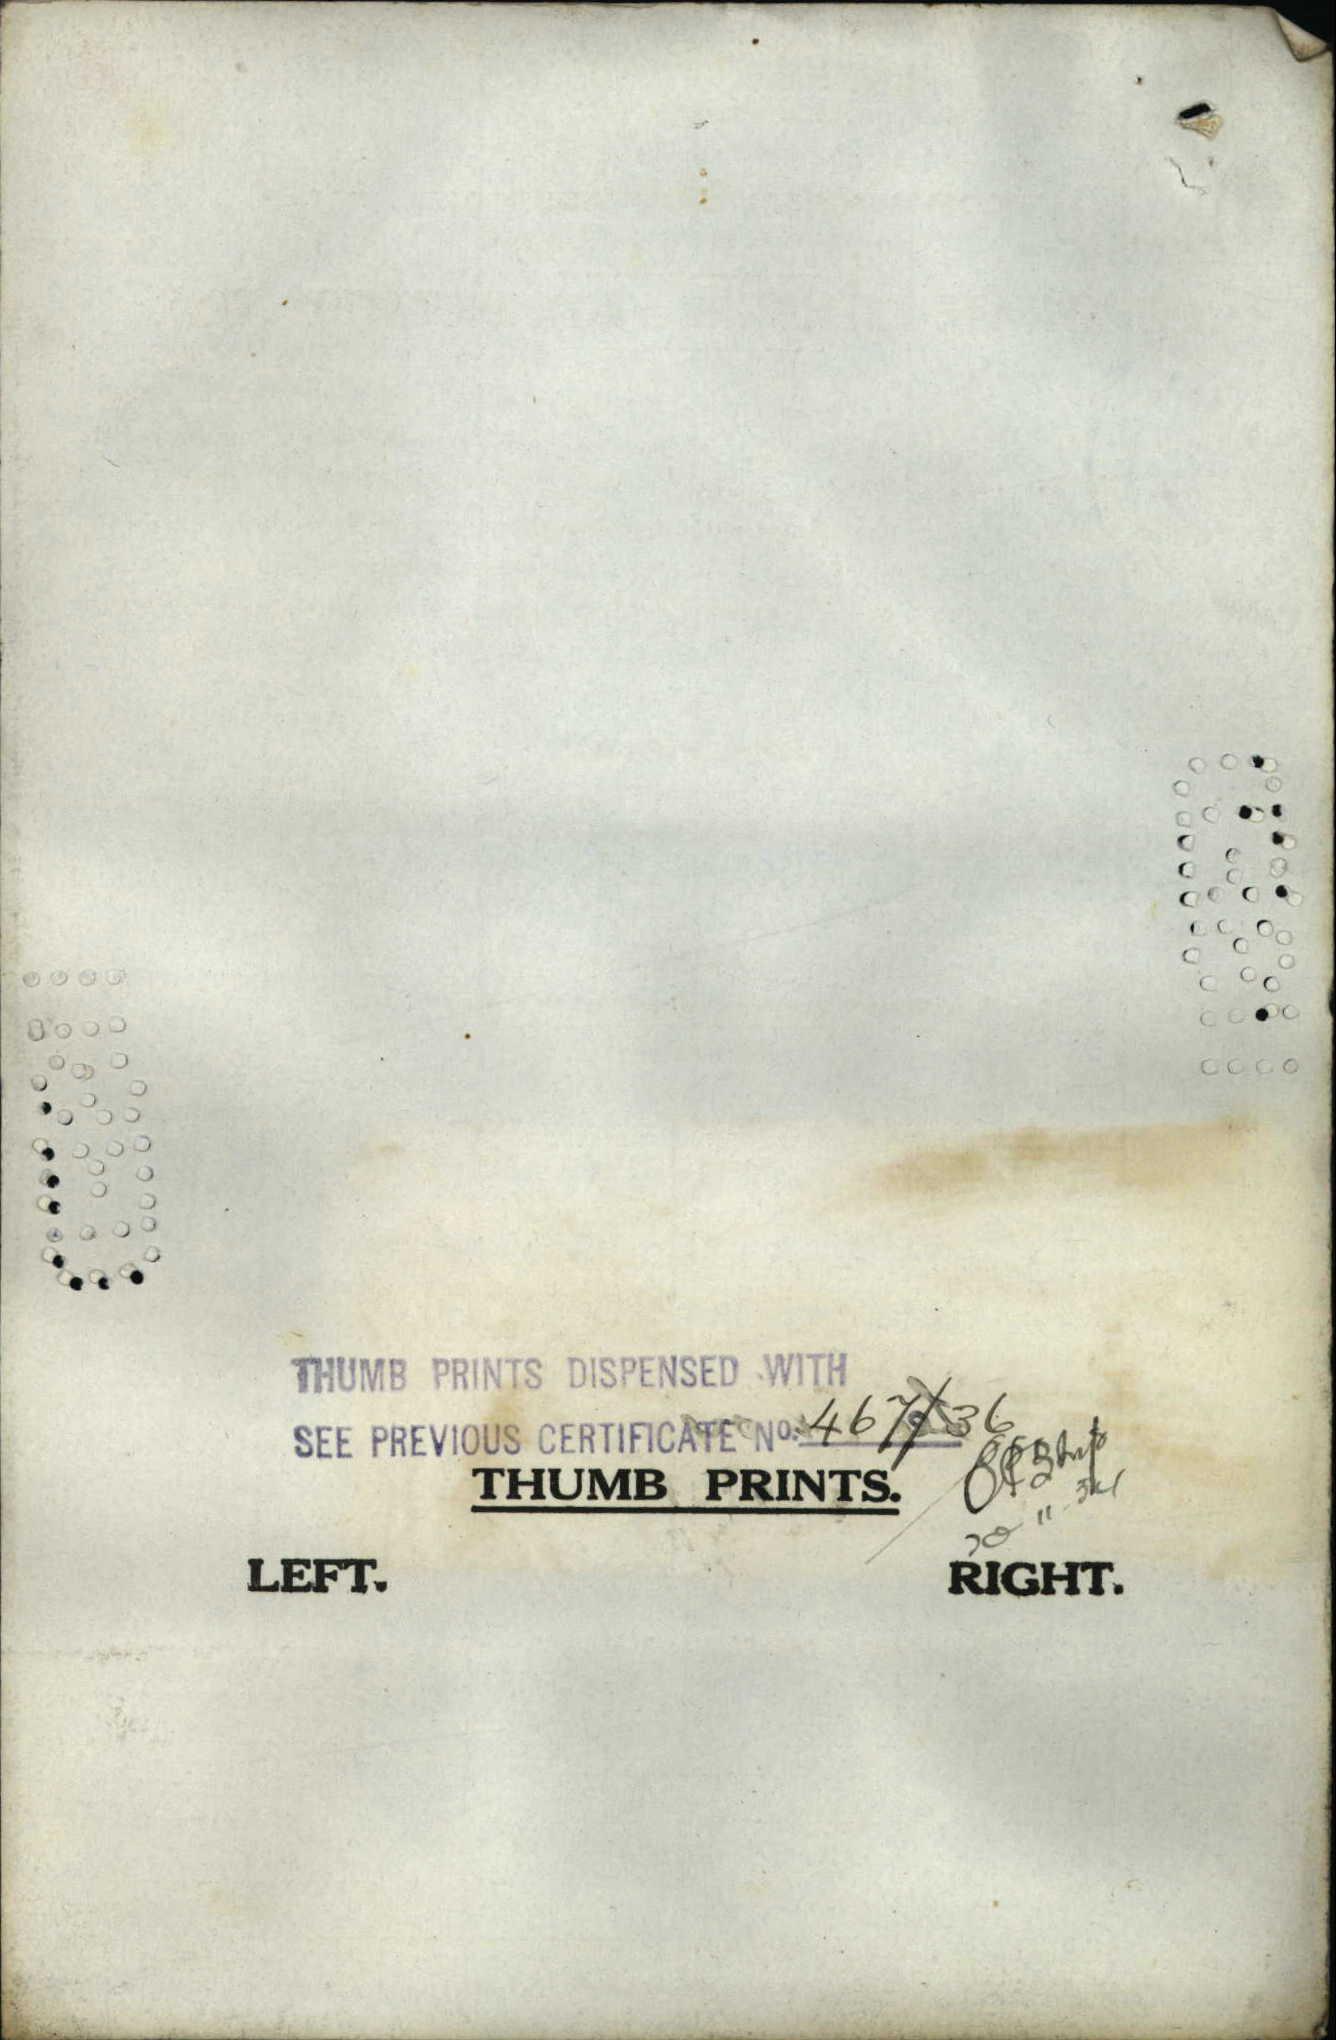 THUMB PRINTS DISPENSED WITH
SEE PREVIOUS CERTIFICATE No. 467/36
THUMB PRINTS.
LEFT.
RIGHT.